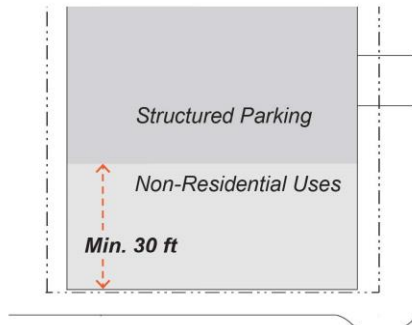 Structured Parking
Non-Residential Uses
Min. 30 ft